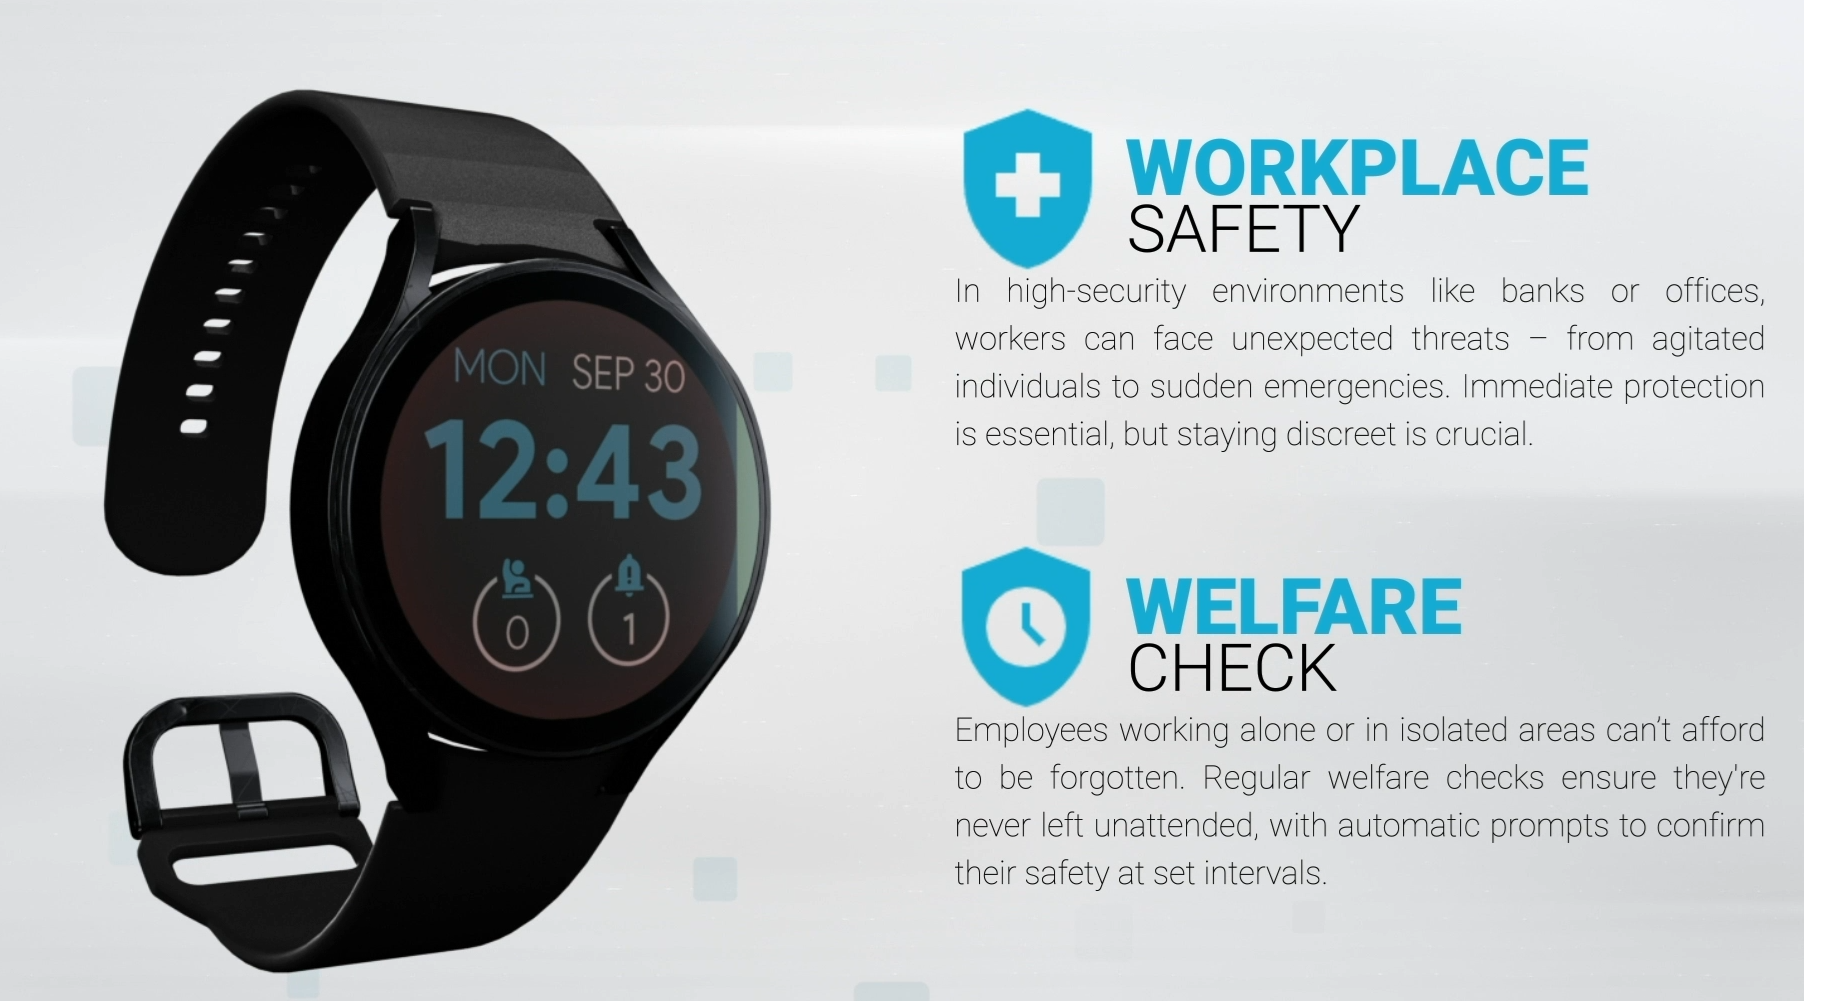 MON SEP 30
12:43
0 1
WORKPLACE
SAFETY
In high-security environments like banks or offices,
workers can face unexpected threats – from agitated
individuals to sudden emergencies. Immediate protection
is essential, but staying discreet is crucial.
WELFARE
CHECK
Employees working alone or in isolated areas can’t afford
to be forgotten. Regular welfare checks ensure they're
never left unattended, with automatic prompts to confirm
their safety at set intervals.